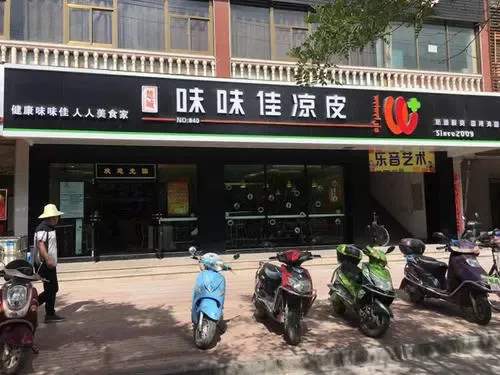 健康味味佳 人人美食家
味味佳凉皮
NO:840
Since2009
欢迎光临
乐音艺术